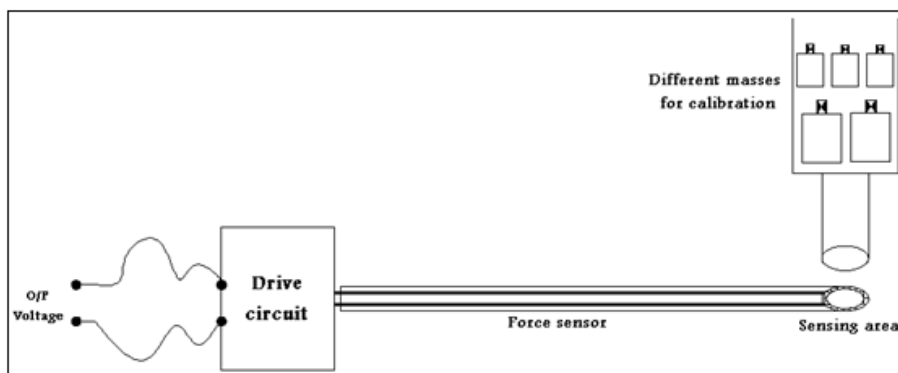 Different masses
for calibration
O/P
Voltage
Drive
circuit
Force sensor
Sensing area